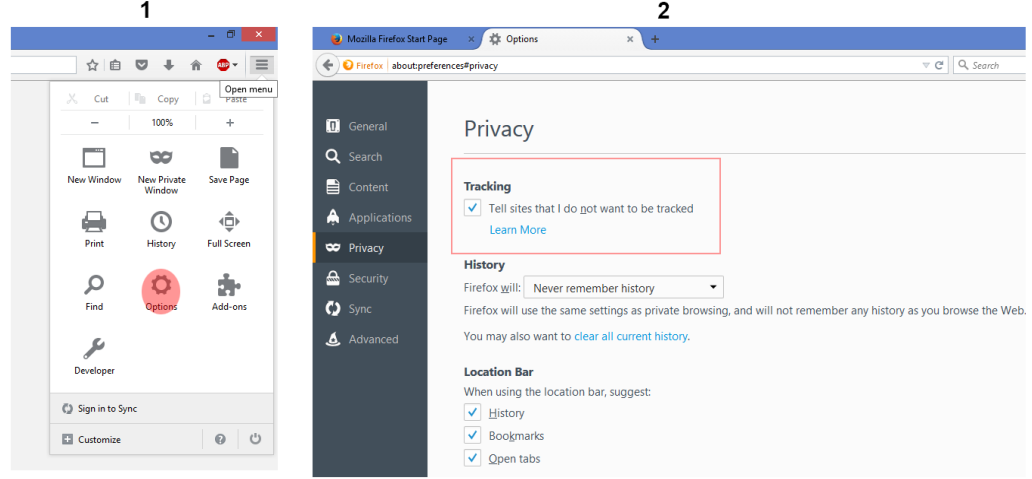 1
2
Open menu
Cut Copy Paste
− 100% +
New Window New Private Window Save Page
Print History Full Screen
Find Options Add-ons
Developer
Sign in to Sync
Customize
Mozilla Firefox Start Page × Options × +
Firefox about:preferences#privacy Search
General
Search
Content
Applications
Privacy
Security
Sync
Advanced
Privacy
Tracking
Tell sites that I do not want to be tracked
Learn More
History
Firefox will: Never remember history
Firefox will use the same settings as private browsing, and will not remember any history as you browse the Web.
You may also want to clear all current history.
Location Bar
When using the location bar, suggest:
History
Bookmarks
Open tabs